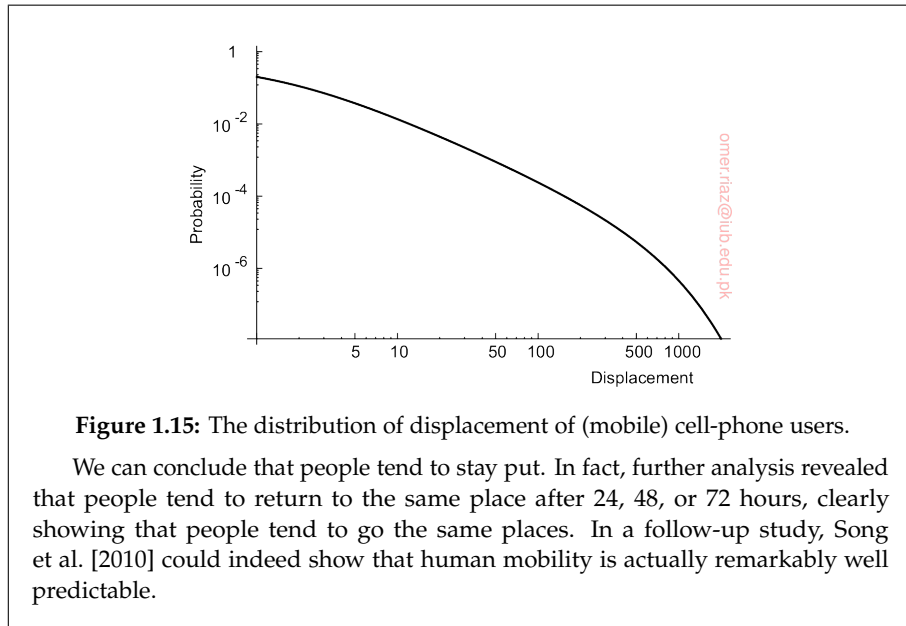 1
10-2
10-4
10-6
Probability
omer.riaz@iub.edu.pk
5 10 50 100 500 1000
Displacement
Figure 1.15: The distribution of displacement of (mobile) cell-phone users.
We can conclude that people tend to stay put. In fact, further analysis revealed
that people tend to return to the same place after 24, 48, or 72 hours, clearly
showing that people tend to go the same places. In a follow-up study, Song
et al. [2010] could indeed show that human mobility is actually remarkably well
predictable.